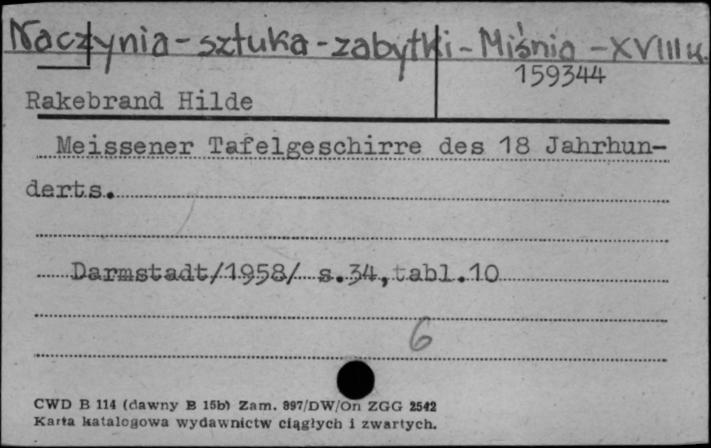 Naczynia - sztuka - zabytki - Miśnia - XVIII w.
159344
Rakebrand Hilde
Meissener Tafelgeschirre des 18 Jahrhun-
derts.
Darmstadt/1958/ s.34,tabl.10
6
CWD B 114 (dawny B 15b) Zam. 897/DW/On ZGG 2542
Karta katalogowa wydawnictw ciągłych i zwartych.